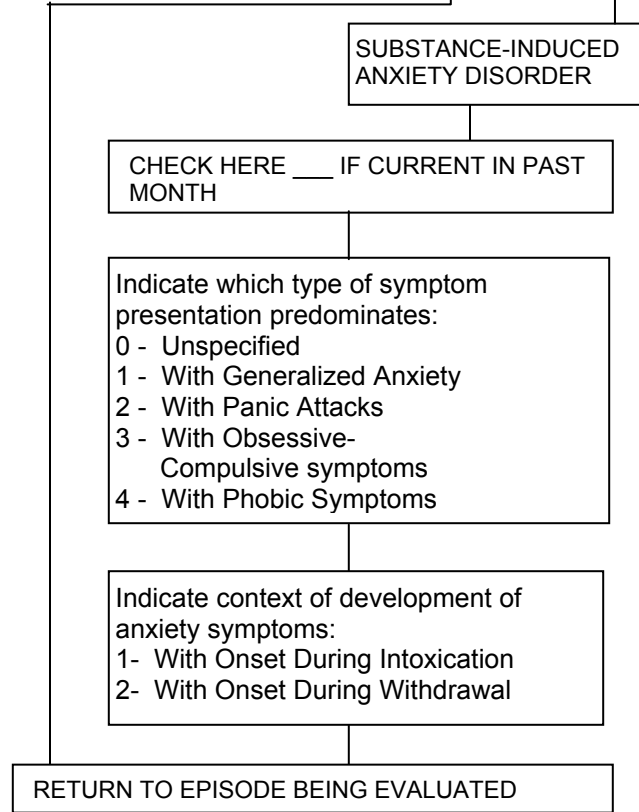 SUBSTANCE-INDUCED
ANXIETY DISORDER
CHECK HERE ___ IF CURRENT IN PAST
MONTH
Indicate which type of symptom
presentation predominates:
0 - Unspecified
1 - With Generalized Anxiety
2 - With Panic Attacks
3 - With Obsessive-
Compulsive symptoms
4 - With Phobic Symptoms
Indicate context of development of
anxiety symptoms:
1- With Onset During Intoxication
2- With Onset During Withdrawal
RETURN TO EPISODE BEING EVALUATED